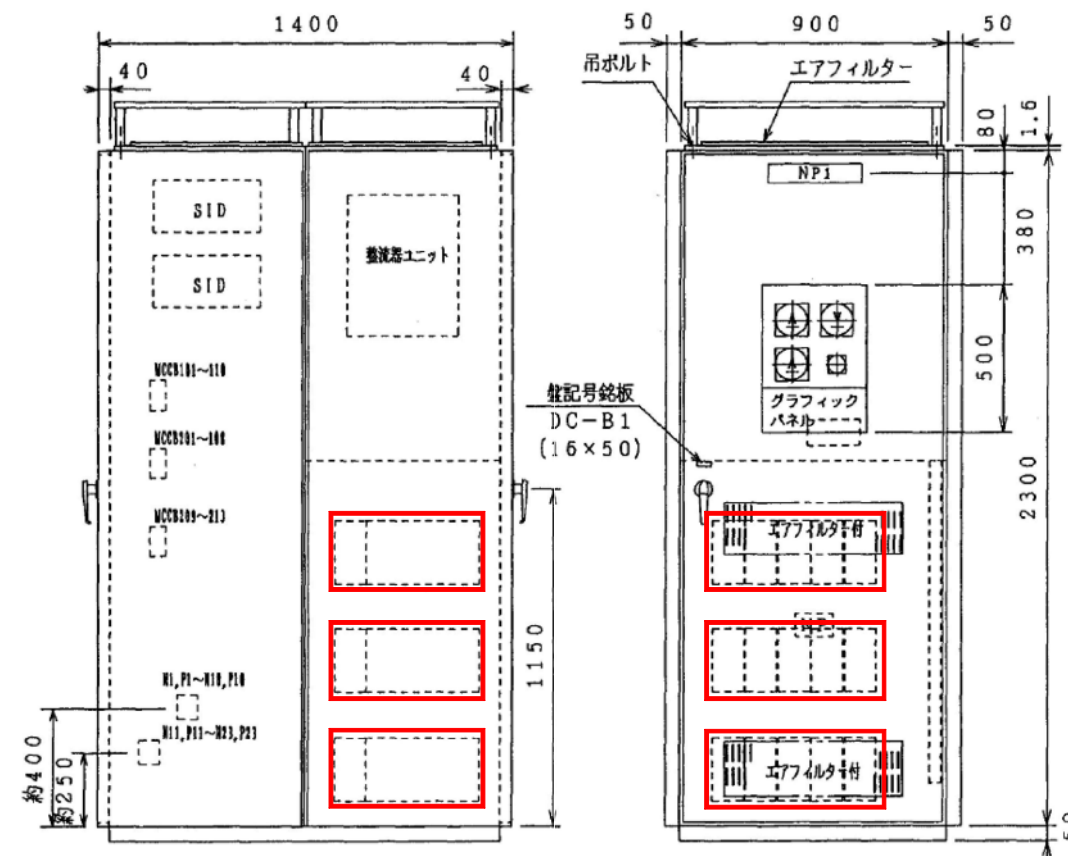 1400
40
40
SID
SID
整流器ユニット
MCCB101~110
MCCB201~108
MCCB209~213
N1,P1~N10,P10
N11,P11~N23,P23
約400
約250
1150
50
900
50
吊ボルト
エアフィルター
80
1.6
NP1
380
500
グラフィック
パネル
盤記号銘板
DC-B1
(16×50)
2300
エアフィルター付
エアフィルター付
50